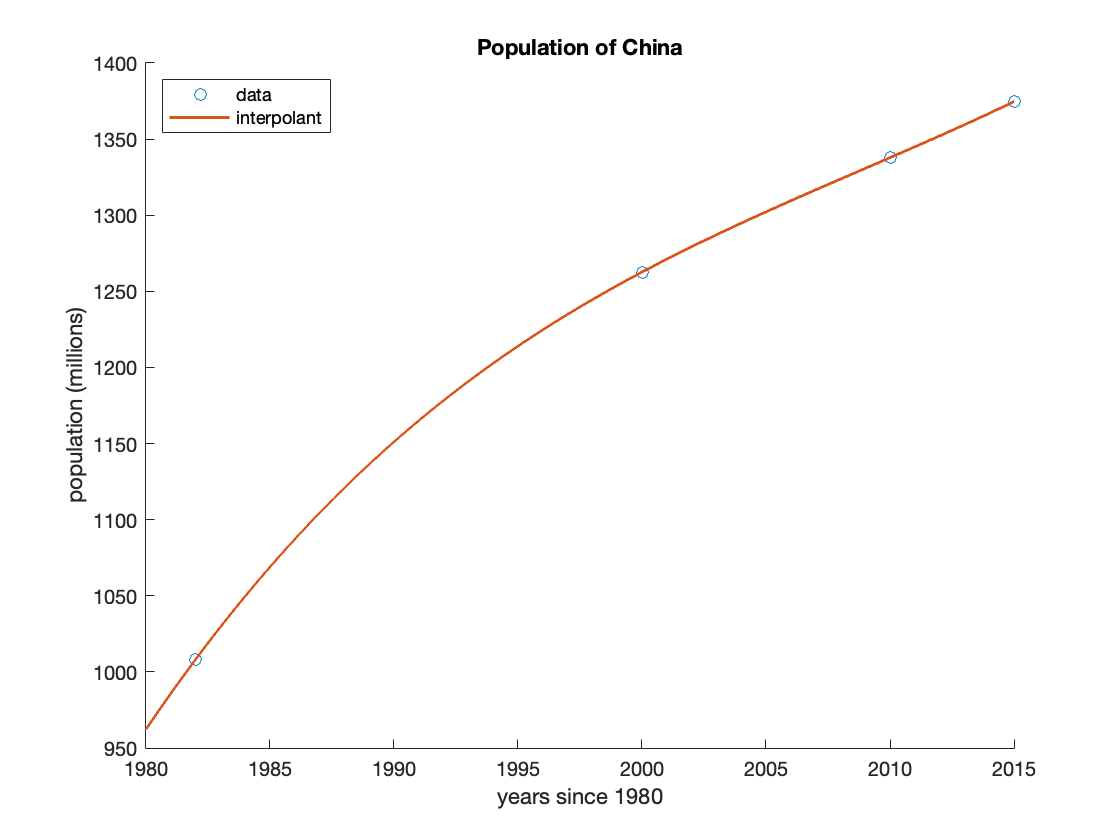 Population of China
data
interpolant
1400
1350
1300
1250
1200
1150
1100
1050
1000
950
population (millions)
1980 1985 1990 1995 2000 2005 2010 2015
years since 1980